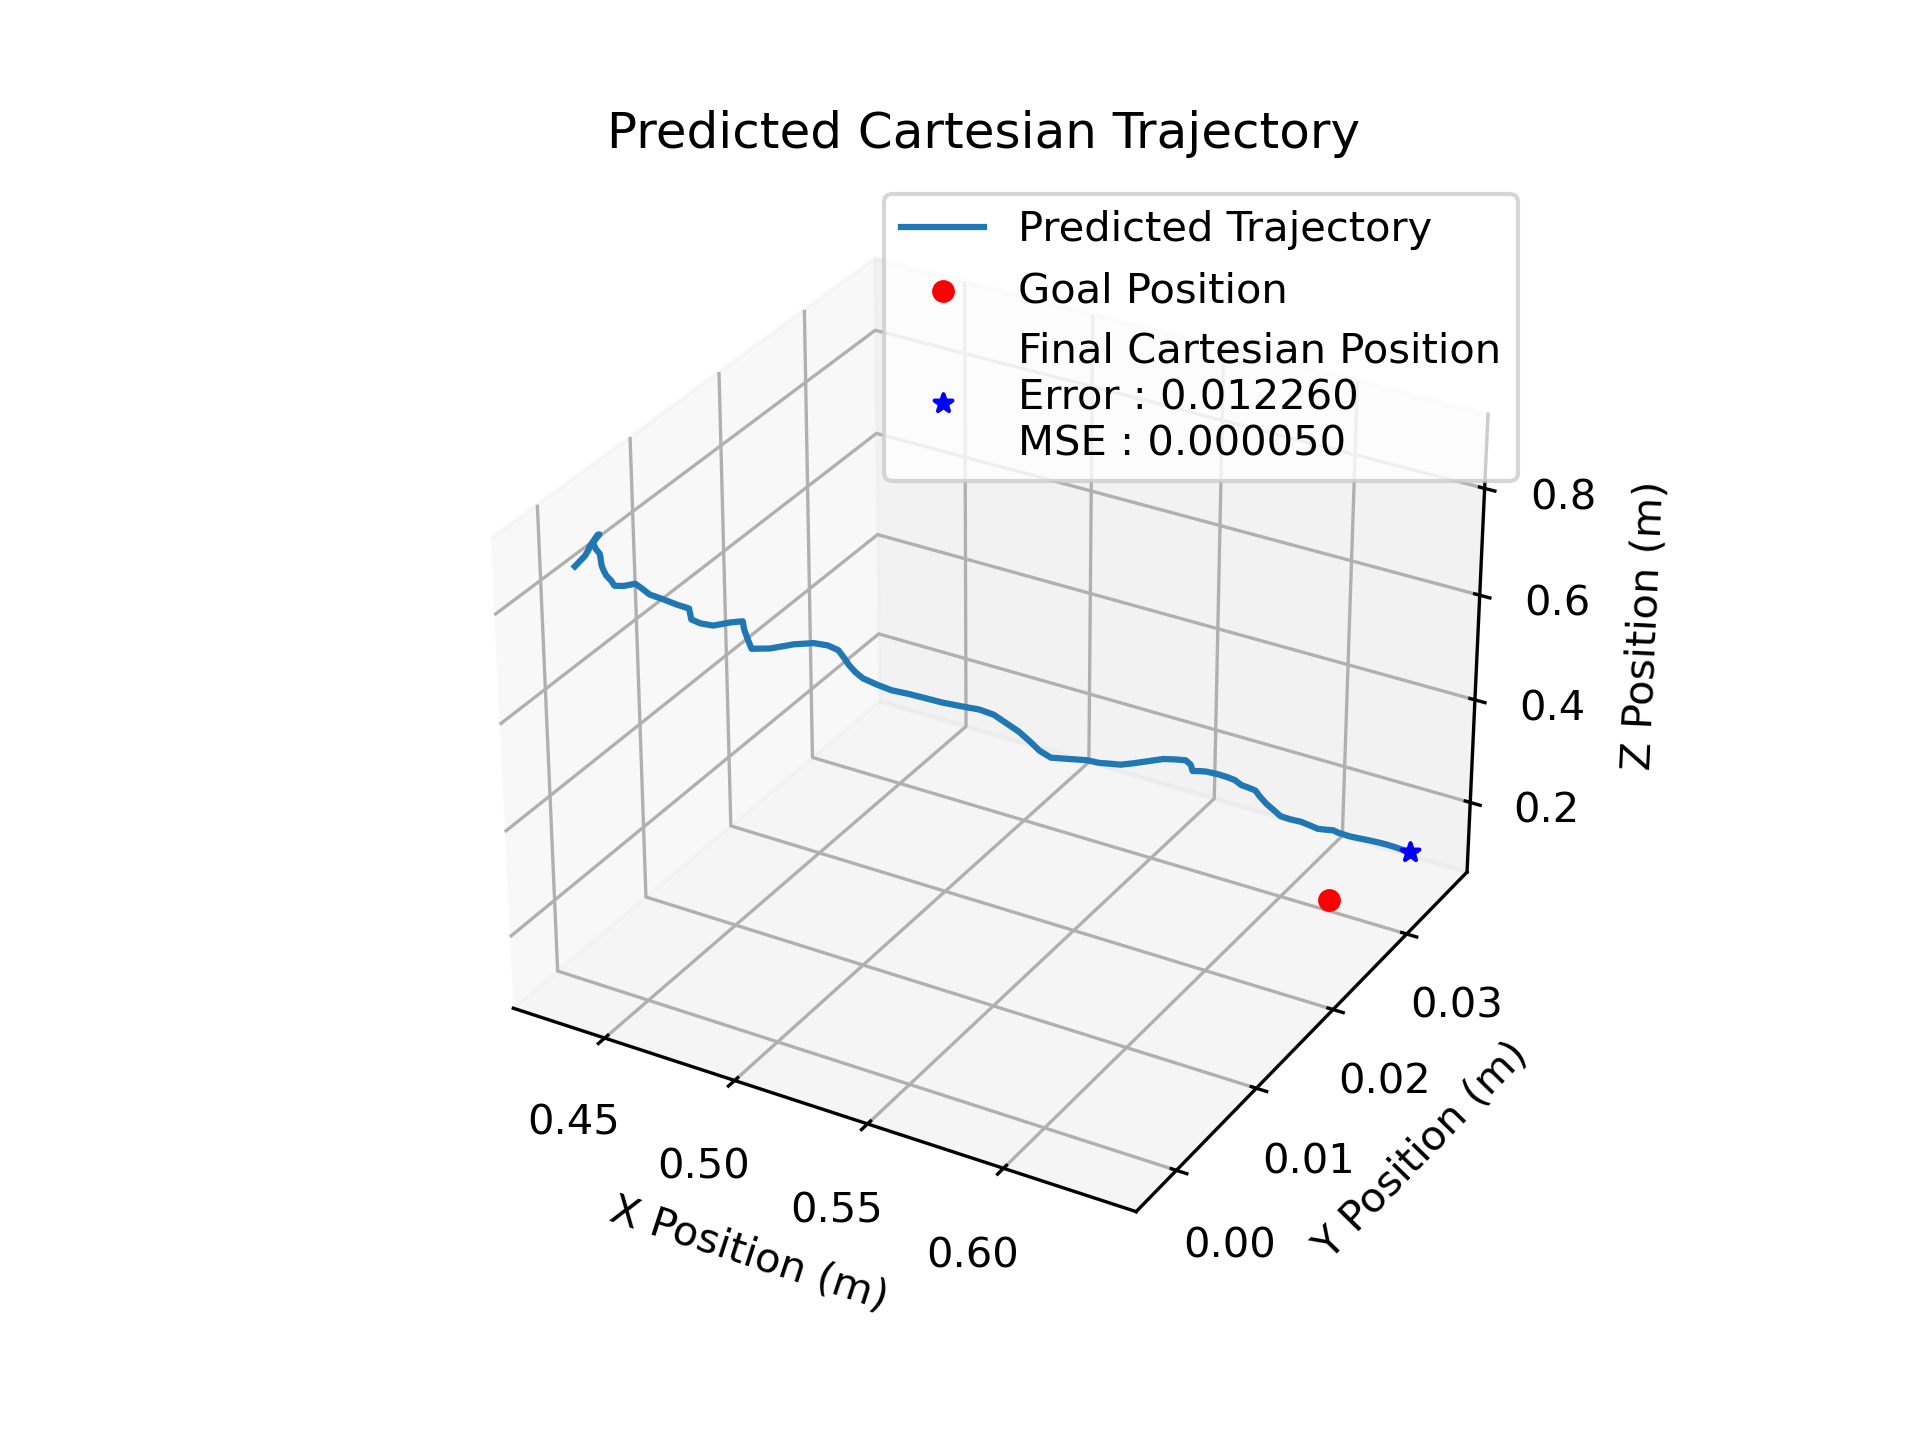 Predicted Cartesian Trajectory
Predicted Trajectory
Goal Position
Final Cartesian Position
Error : 0.012260
MSE : 0.000050
0.8
0.6
0.4
0.2
Z Position (m)
0.03
0.02
0.01
0.00
Y Position (m)
0.45
0.50
0.55
0.60
X Position (m)